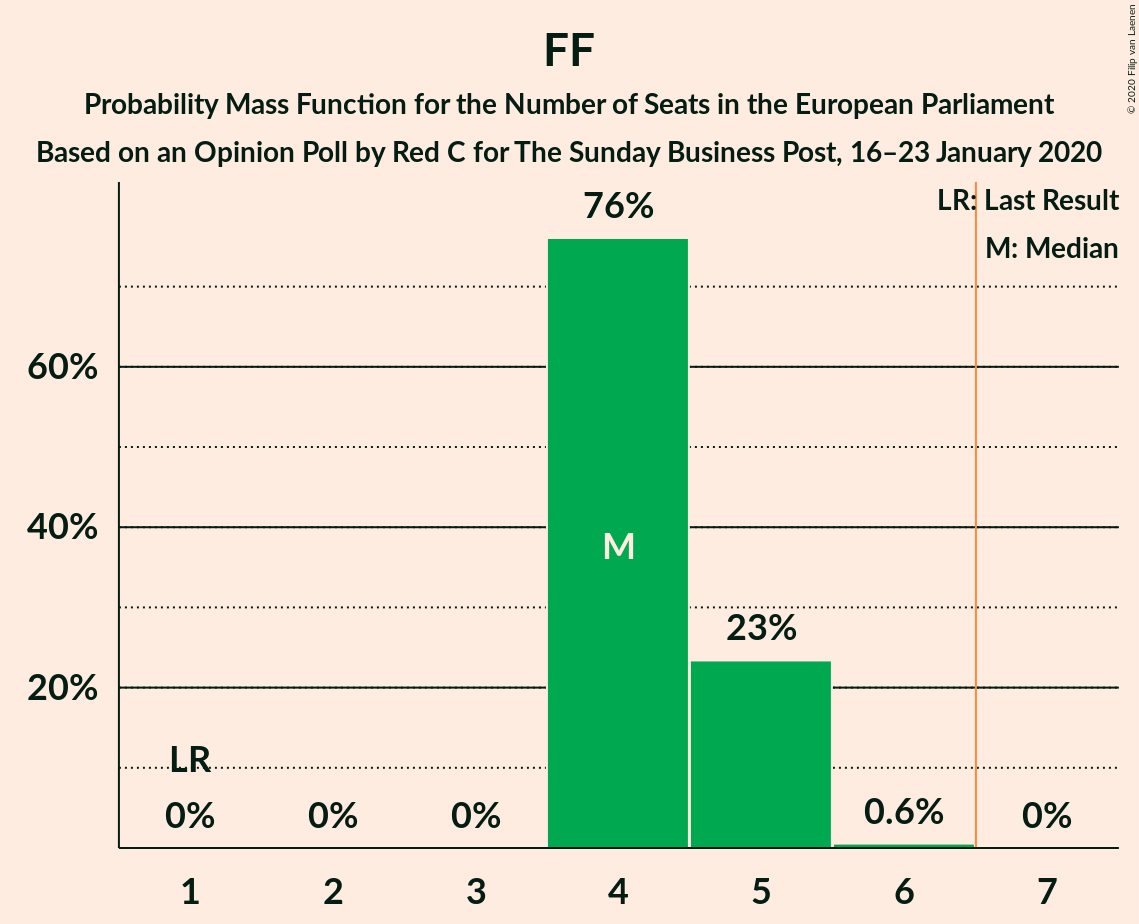 FF
Probability Mass Function for the Number of Seats in the European Parliament
Based on an Opinion Poll by Red C for The Sunday Business Post, 16–23 January 2020
© 2020 Filip van Laenen
LR: Last Result
M: Median
76%
60%
40%
M
23%
20%
LR
0% 0% 0% 0.6% 0%
1 2 3 4 5 6 7